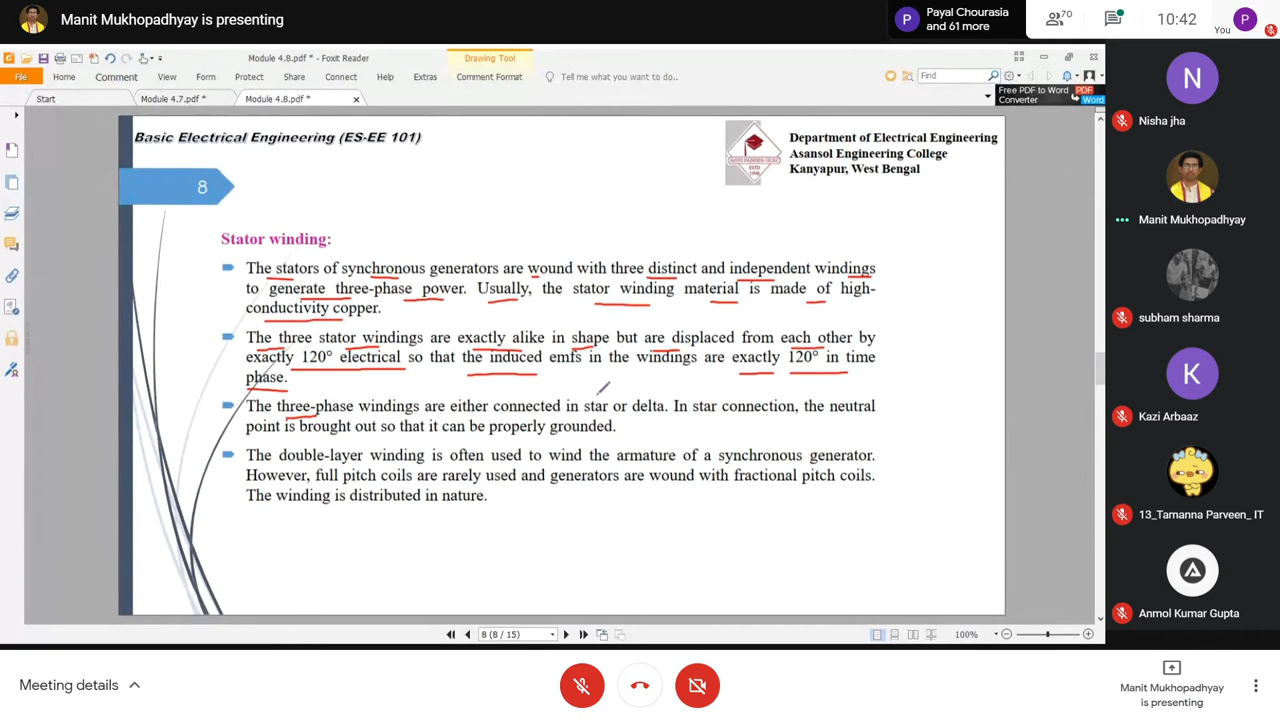 Manit Mukhopadhyay is presenting
P
Payal Chourasia
and 61 more
70
10:42
You
P
Module 4.8.pdf * - Foxit Reader
Drawing Tool
File
Home
Comment
View
Form
Protect
Share
Connect
Help
Extras
Comment Format
Tell me what you want to do..
Find
Start
Module 4.7.pdf *
Module 4.8.pdf *
Free PDF to Word
Converter
PDF
Word
Basic Electrical Engineering (ES-EE 101)
Department of Electrical Engineering
Asansol Engineering College
Kanyapur, West Bengal
8
Stator winding:
The stators of synchronous generators are wound with three distinct and independent windings
to generate three-phase power. Usually, the stator winding material is made of high-
conductivity copper.
The three stator windings are exactly alike in shape but are displaced from each other by
exactly 120° electrical so that the induced emfs in the windings are exactly 120° in time
phase.
The three-phase windings are either connected in star or delta. In star connection, the neutral
point is brought out so that it can be properly grounded.
The double-layer winding is often used to wind the armature of a synchronous generator.
However, full pitch coils are rarely used and generators are wound with fractional pitch coils.
The winding is distributed in nature.
8 (8 / 15)
100%
N
Nisha jha
Manit Mukhopadhyay
subham sharma
K
Kazi Arbaaz
13_Tamanna Parveen_ IT
Anmol Kumar Gupta
Meeting details
Manit Mukhopadhyay
is presenting